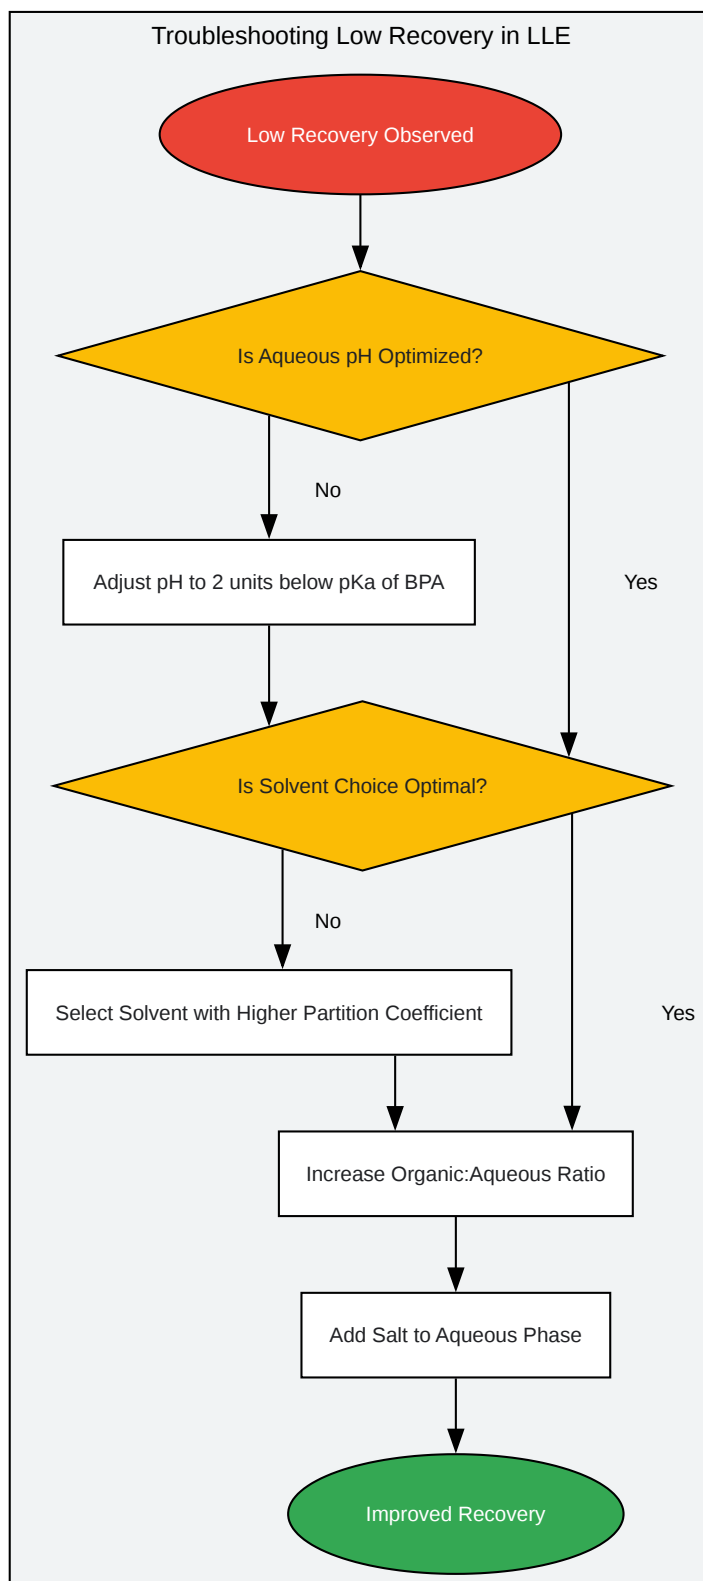 Troubleshooting Low Recovery in LLE
Low Recovery Observed
Is Aqueous pH Optimized?
No
Adjust pH to 2 units below pKa of BPA
Yes
Is Solvent Choice Optimal?
No
Select Solvent with Higher Partition Coefficient
Yes
Increase Organic:Aqueous Ratio
Add Salt to Aqueous Phase
Improved Recovery